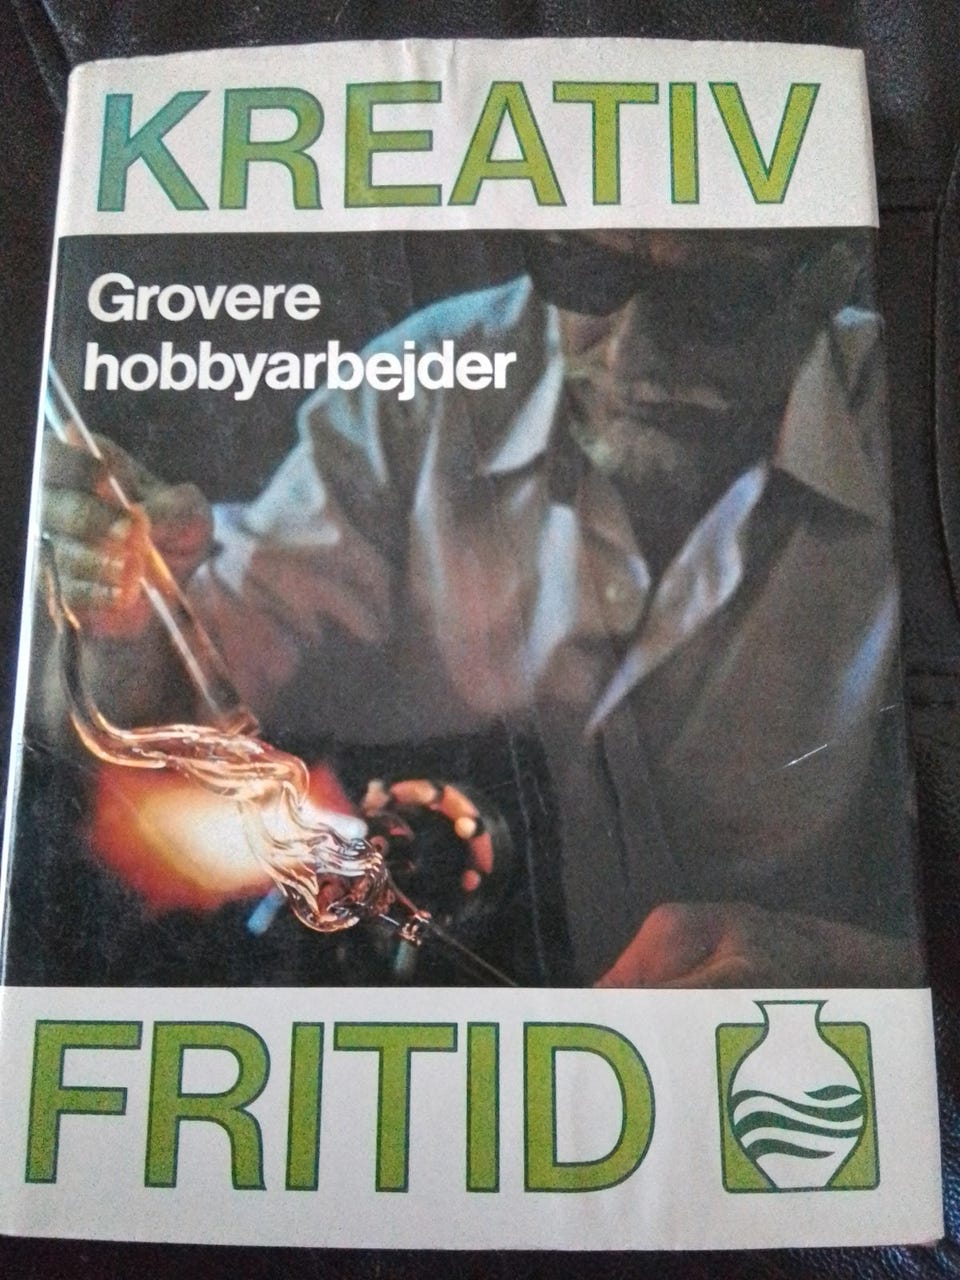 KREATIV
Grovere
hobbyarbejder
FRITID